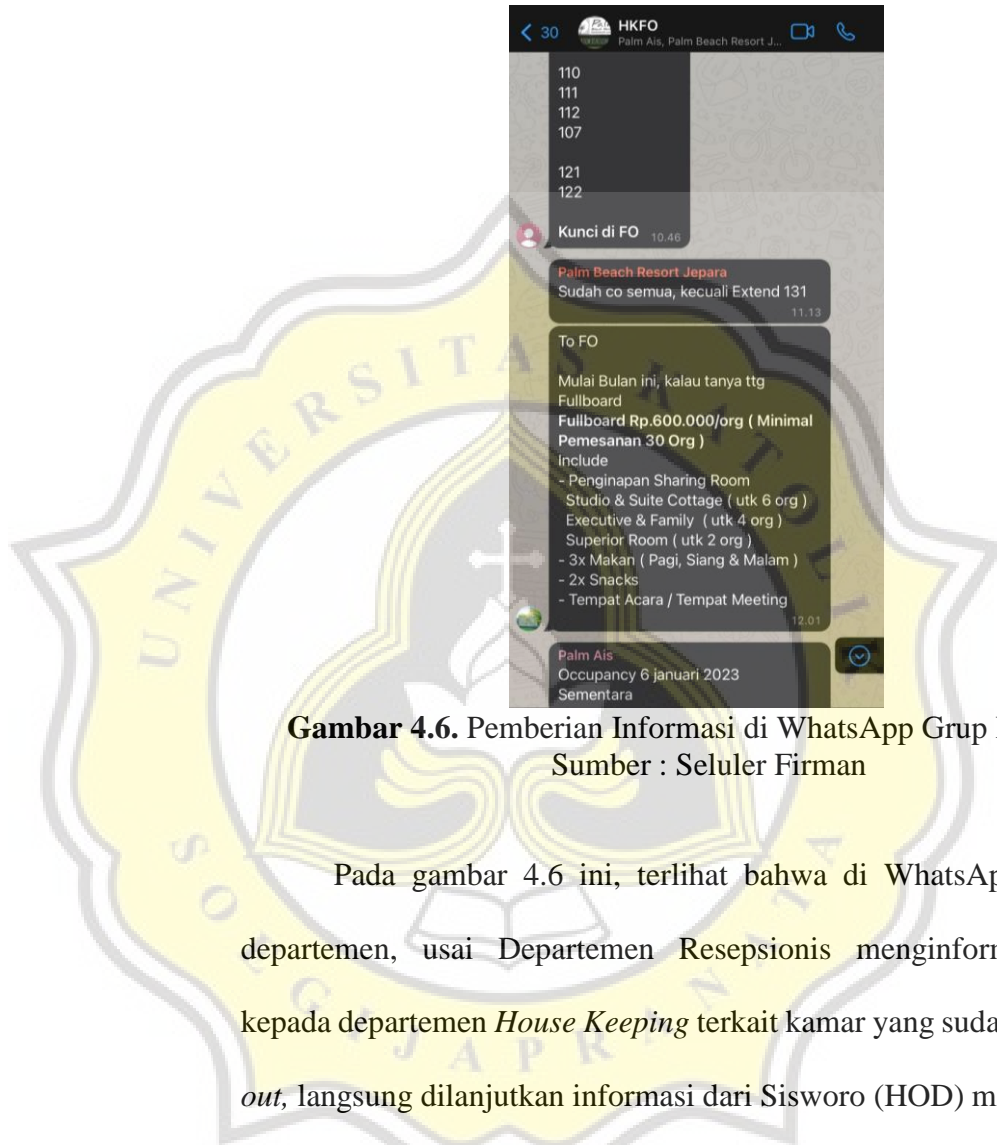 30
HKFO
Palm Ais, Palm Beach Resort J...
110
111
112
107
121
122
Kunci di FO 10.46
Palm Beach Resort Jepara
Sudah co semua, kecuali Extend 131
11.13
To FO
Mulai Bulan ini, kalau tanya ttg
Fullboard
Fullboard Rp.600.000/org ( Minimal
Pemesanan 30 Org )
Include
- Penginapan Sharing Room
Studio & Suite Cottage ( utk 6 org )
Executive & Family ( utk 4 org )
Superior Room ( utk 2 org )
- 3x Makan ( Pagi, Siang & Malam )
- 2x Snacks
- Tempat Acara / Tempat Meeting
12.01
Palm Ais
Occupancy 6 januari 2023
Sementara
Gambar 4.6. Pemberian Informasi di WhatsApp Grup
Sumber : Seluler Firman
Pada gambar 4.6 ini, terlihat bahwa di WhatsAp
departemen, usai Departemen Resepsionis menginform
kepada departemen House Keeping terkait kamar yang suda
out, langsung dilanjutkan informasi dari Sisworo (HOD) m
UNIVERSITAS KATOLI
SOEGIJAPRANATA